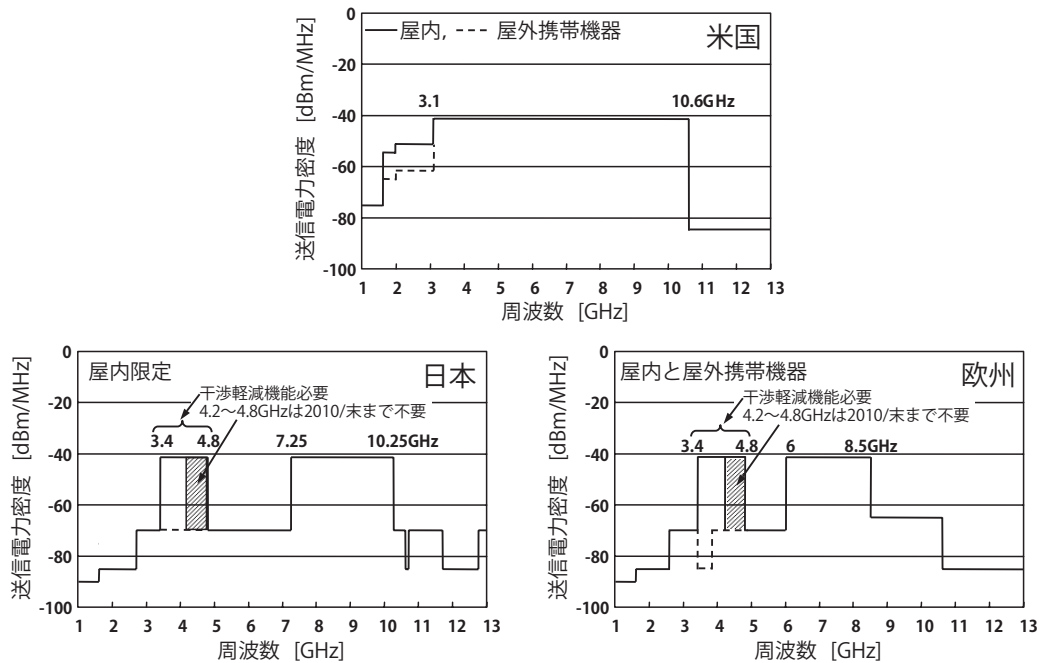 屋内, 屋外携帯機器
米国
送信電力密度 [dBm/MHz]
0
-20
-40
-60
-80
-100
3.1
10.6GHz
1 2 3 4 5 6 7 8 9 10 11 12 13
周波数 [GHz]
屋内限定
日本
干渉軽減機能必要
4.2～4.8GHzは2010/末まで不要
3.4 4.8 7.25 10.25GHz
送信電力密度 [dBm/MHz]
0
-20
-40
-60
-80
-100
1 2 3 4 5 6 7 8 9 10 11 12 13
周波数 [GHz]
屋内と屋外携帯機器
欧州
干渉軽減機能必要
4.2～4.8GHzは2010/末まで不要
3.4 4.8 6 8.5GHz
送信電力密度 [dBm/MHz]
0
-20
-40
-60
-80
-100
1 2 3 4 5 6 7 8 9 10 11 12 13
周波数 [GHz]